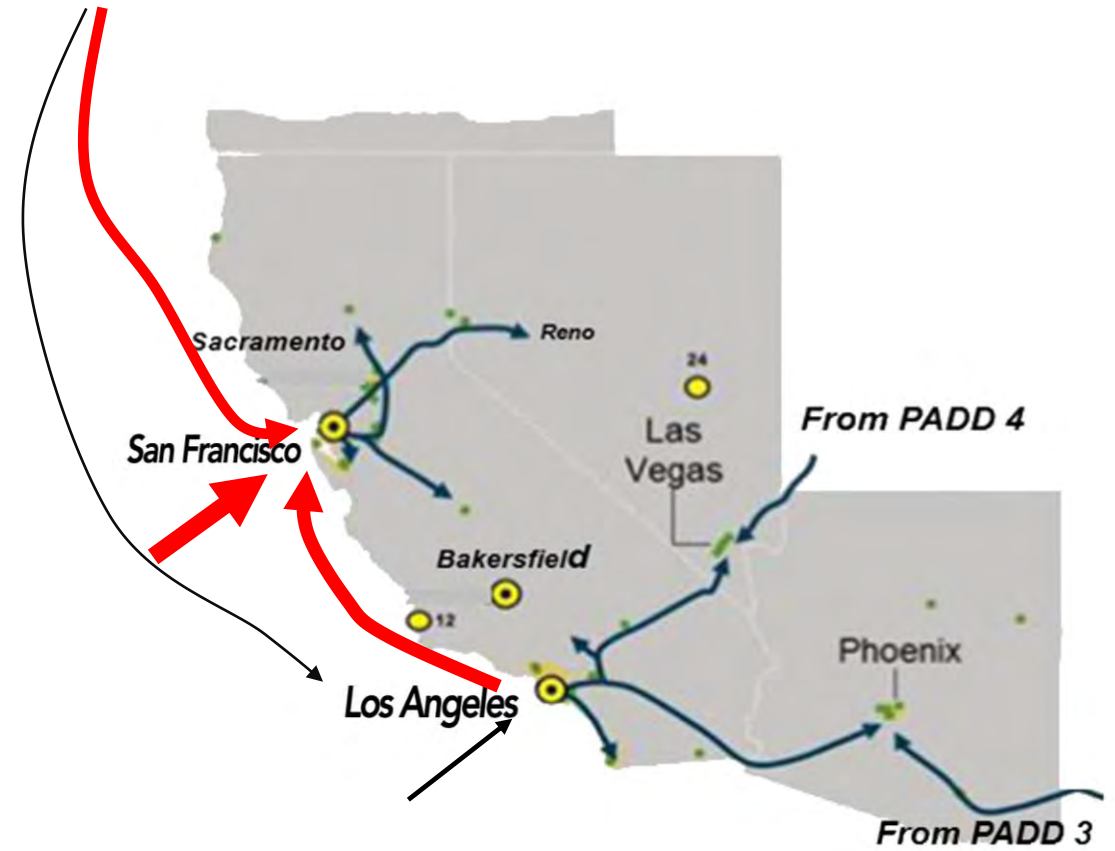 Sacramento
Reno
24
From PADD 4
Las
Vegas
San Francisco
Bakersfield
12
Phoenix
Los Angeles
From PADD 3